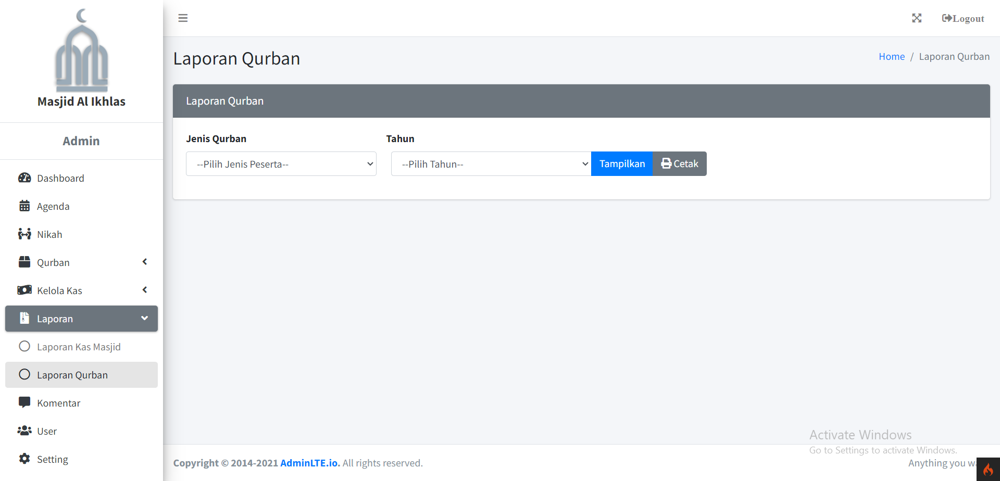 Masjid Al Ikhlas
Admin
Dashboard
Agenda
Nikah
Qurban
Kelola Kas
Laporan
Laporan Kas Masjid
Laporan Qurban
Komentar
User
Setting
Logout
Laporan Qurban
Home / Laporan Qurban
Laporan Qurban
Jenis Qurban
Tahun
--Pilih Jenis Peserta--
--Pilih Tahun--
Tampilkan
Cetak
Activate Windows
Go to Settings to activate Windows.
Copyright © 2014-2021 AdminLTE.io. All rights reserved.
Anything you